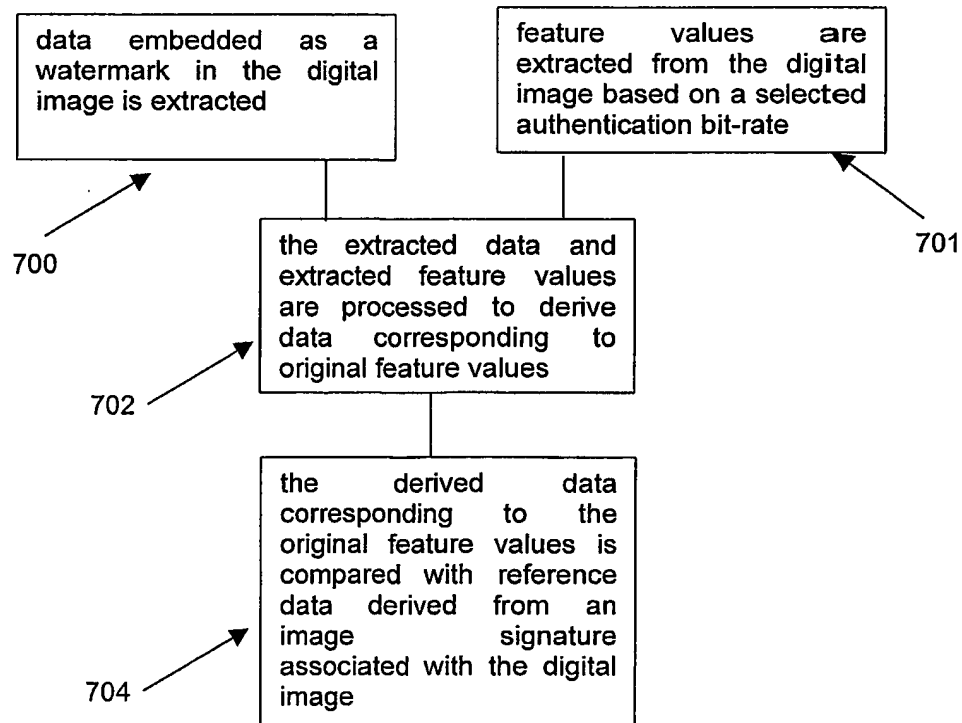 data embedded as a
watermark in the digital
image is extracted
feature values are
extracted from the digital
image based on a selected
authentication bit-rate
700
701
the extracted data and
extracted feature values
are processed to derive
data corresponding to
original feature values
702
the derived data
corresponding to the
original feature values is
compared with reference
data derived from an
image signature
associated with the digital
image
704